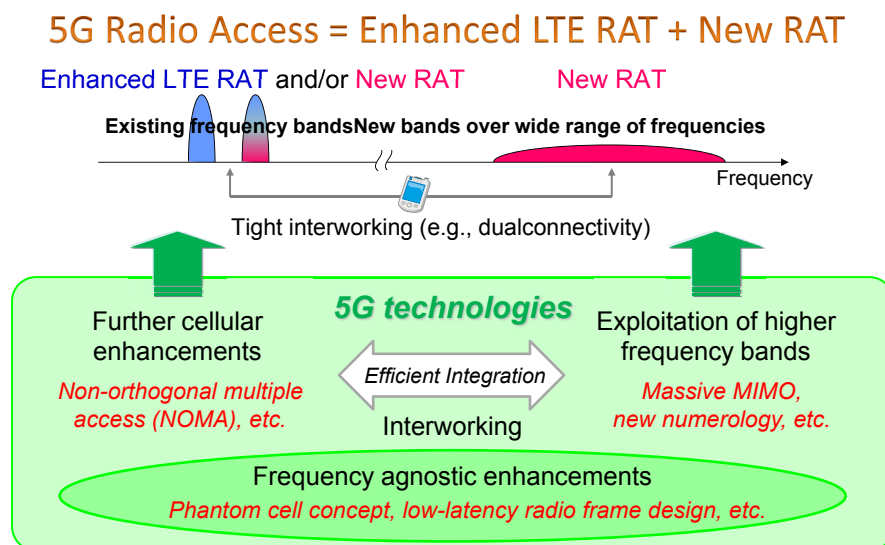 5G Radio Access = Enhanced LTE RAT + New RAT
Enhanced LTE RAT and/or New RAT
New RAT
Existing frequency bandsNew bands over wide range of frequencies
Frequency
Tight interworking (e.g., dualconnectivity)
5G technologies
Further cellular
enhancements
Non-orthogonal multiple
access (NOMA), etc.
Efficient Integration
Interworking
Exploitation of higher
frequency bands
Massive MIMO,
new numerology, etc.
Frequency agnostic enhancements
Phantom cell concept, low-latency radio frame design, etc.